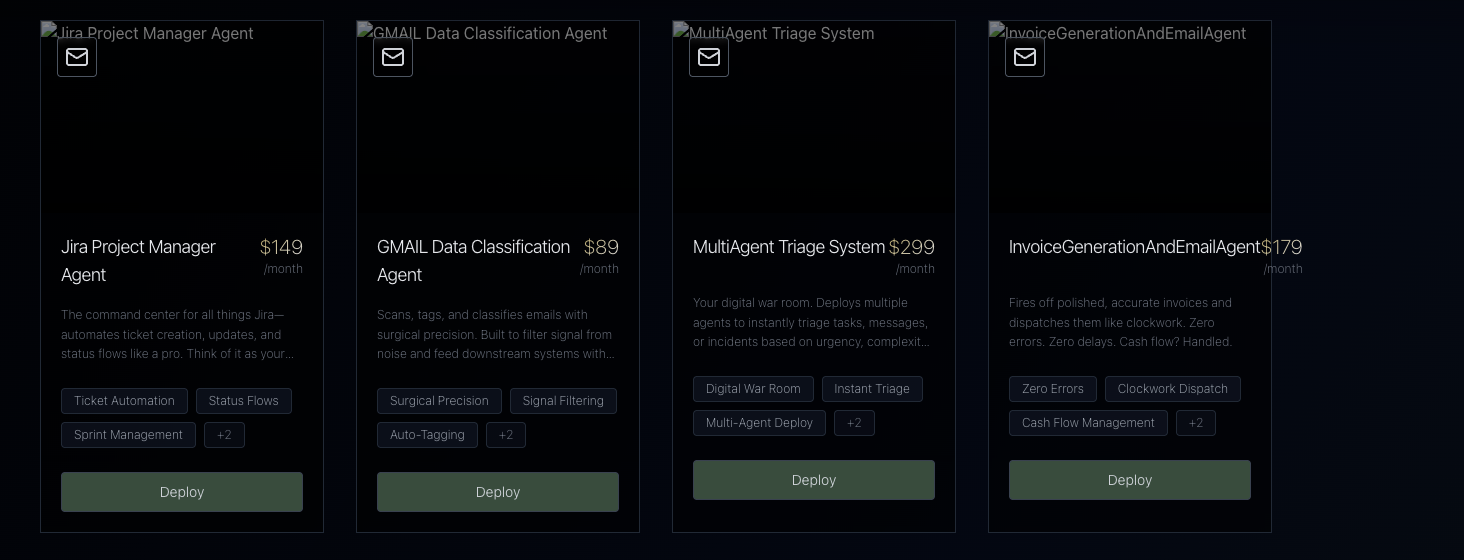 Jira Project Manager Agent
Jira Project Manager
Agent
$149
/month
The command center for all things Jira—
automates ticket creation, updates, and
status flows like a pro. Think of it as your...
Ticket Automation
Status Flows
Sprint Management
+2
Deploy
GMAIL Data Classification Agent
GMAIL Data Classification
Agent
$89
/month
Scans, tags, and classifies emails with
surgical precision. Built to filter signal from
noise and feed downstream systems with...
Surgical Precision
Signal Filtering
Auto-Tagging
+2
Deploy
MultiAgent Triage System
MultiAgent Triage System
$299
/month
Your digital war room. Deploys multiple
agents to instantly triage tasks, messages,
or incidents based on urgency, complexit...
Digital War Room
Instant Triage
Multi-Agent Deploy
+2
Deploy
InvoiceGenerationAndEmailAgent
InvoiceGenerationAndEmailAgent
$179
/month
Fires off polished, accurate invoices and
dispatches them like clockwork. Zero
errors. Zero delays. Cash flow? Handled.
Zero Errors
Clockwork Dispatch
Cash Flow Management
+2
Deploy